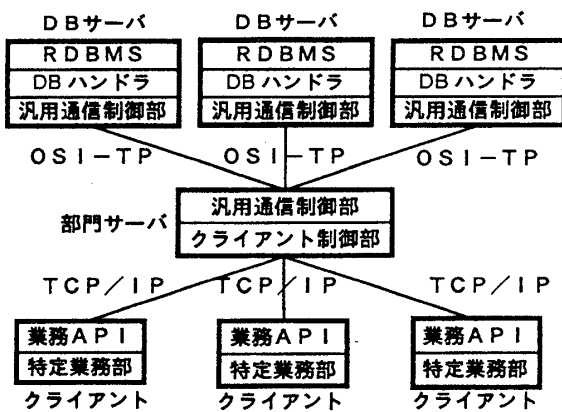 DBサーバ DBサーバ DBサーバ
RDBMS RDBMS RDBMS
DBハンドラ DBハンドラ DBハンドラ
汎用通信制御部 汎用通信制御部 汎用通信制御部
OSI-TP OSI-TP OSI-TP
汎用通信制御部
部門サーバ
クライアント制御部
TCP/IP TCP/IP TCP/IP
業務API 業務API 業務API
特定業務部 特定業務部 特定業務部
クライアント クライアント クライアント